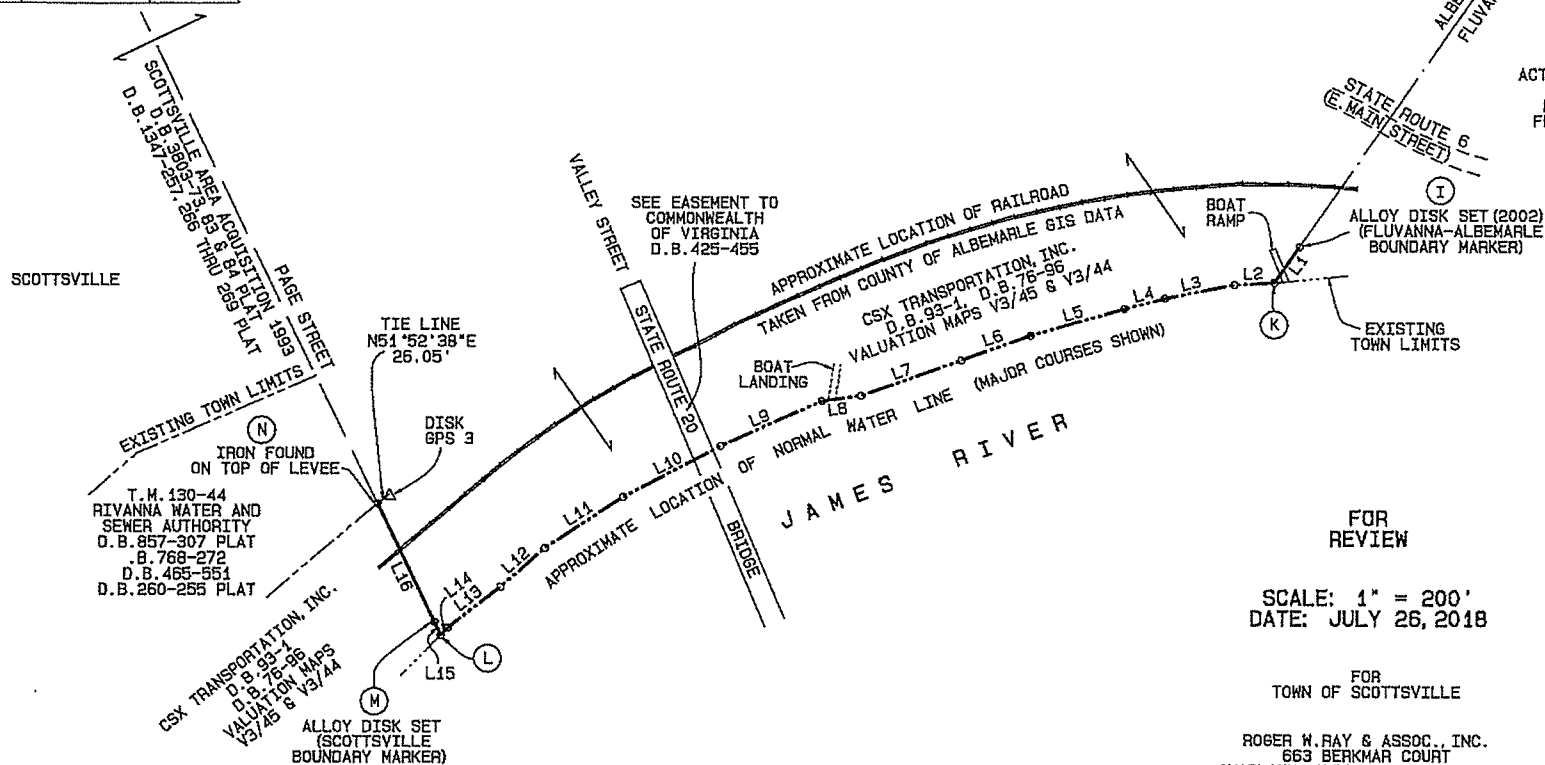 SCOTTSVILLE AREA ACQUISITION 1993
D.B.3803-73, 83 & 84 PLAT
D.B.1347-257, 266 THRU 269 PLAT
PAGE STREET
SCOTTSVILLE
EXISTING TOWN LIMITS
N
IRON FOUND
ON TOP OF LEVEE
T.M.130-44
RIVANNA WATER AND
SEWER AUTHORITY
D.B.857-307 PLAT
.B.768-272
D.B.465-551
D.B.260-255 PLAT
TIE LINE
N51°52'38"E
26.05'
DISK
GPS 3
CSX TRANSPORTATION, INC.
D.B.93-1
D.B.76-96
VALUATION MAPS
V3/45 & V3/44
L16
L14
L13
L15
L
M
ALLOY DISK SET
(SCOTTSVILLE
BOUNDARY MARKER)
L12
L11
L10
L9
L8
L7
L6
L5
L4
L3
L2
L1
VALLEY STREET
STATE ROUTE 20
BRIDGE
SEE EASEMENT TO
COMMONWEALTH
OF VIRGINIA
D.B.425-455
APPROXIMATE LOCATION OF RAILROAD
TAKEN FROM COUNTY OF ALBEMARLE GIS DATA
CSX TRANSPORTATION, INC.
D.B.93-1, D.B.76-96
VALUATION MAPS V3/45 & V3/44
BOAT
LANDING
APPROXIMATE LOCATION OF NORMAL WATER LINE (MAJOR COURSES SHOWN)
JAMES RIVER
BOAT
RAMP
K
EXISTING
TOWN LIMITS
ALBE
FLUVA
STATE ROUTE 6
(E.MAIN STREET)
I
ALLOY DISK SET (2002)
(FLUVANNA-ALBEMARLE
BOUNDARY MARKER)
ACT
FOR
REVIEW
SCALE: 1" = 200'
DATE: JULY 26, 2018
FOR
TOWN OF SCOTTSVILLE
ROGER W.RAY & ASSOC., INC.
663 BERKMAR COURT